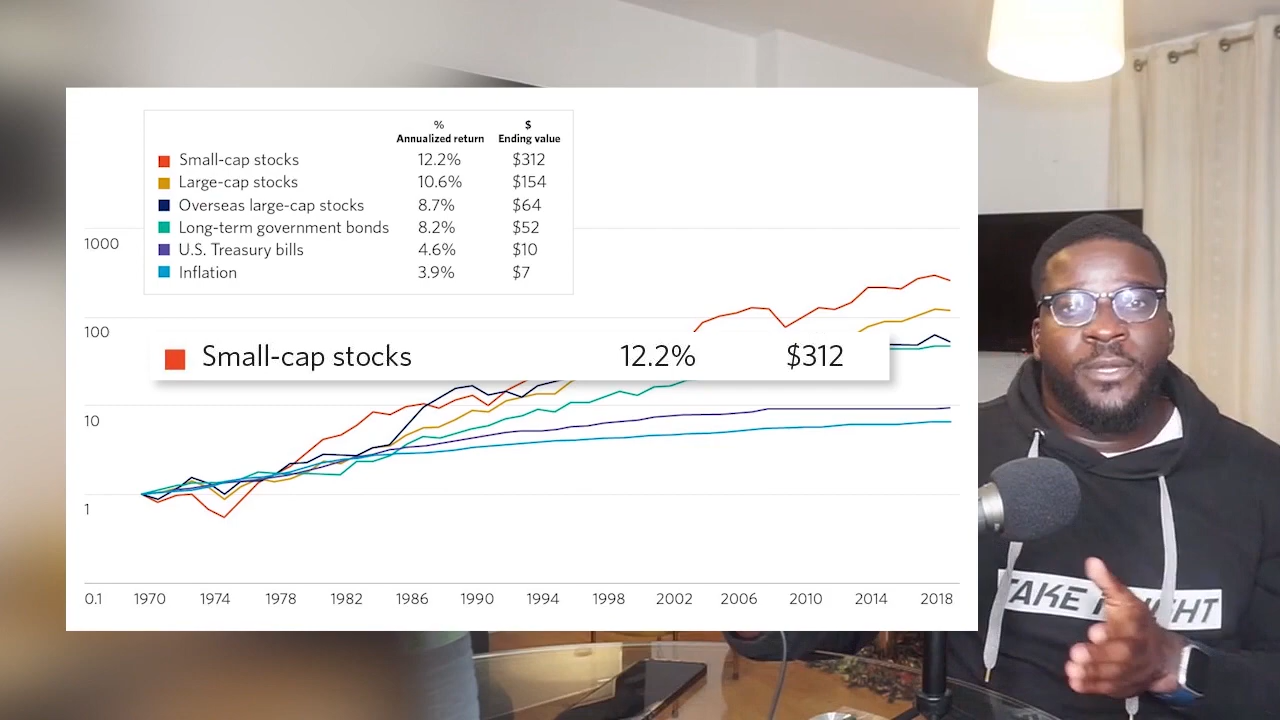 % $
Annualized return Ending value
Small-cap stocks 12.2% $312
Large-cap stocks 10.6% $154
Overseas large-cap stocks 8.7% $64
Long-term government bonds 8.2% $52
U.S. Treasury bills 4.6% $10
Inflation 3.9% $7
1000
100
Small-cap stocks 12.2% $312
10
1
0.1 1970 1974 1978 1982 1986 1990 1994 1998 2002 2006 2010 2014 2018
TAKE